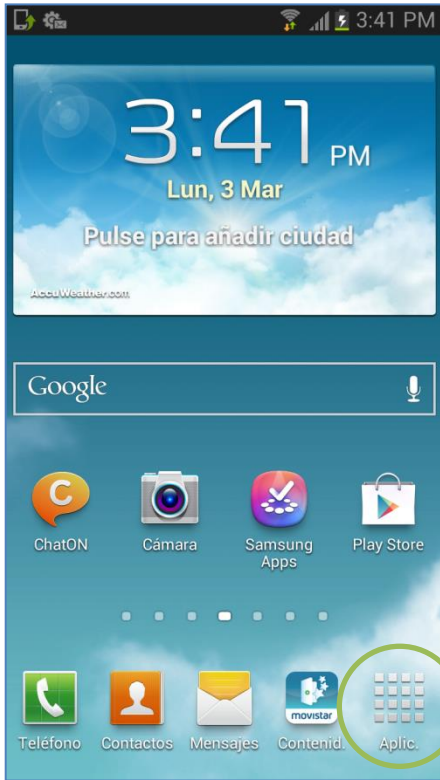 3:41 PM
3:41 PM
Lun, 3 Mar
Pulse para añadir ciudad
AccuWeather.com
Google
ChatON
Cámara
Samsung Apps
Play Store
movistar
Teléfono
Contactos
Mensajes
Contenid.
Aplic.